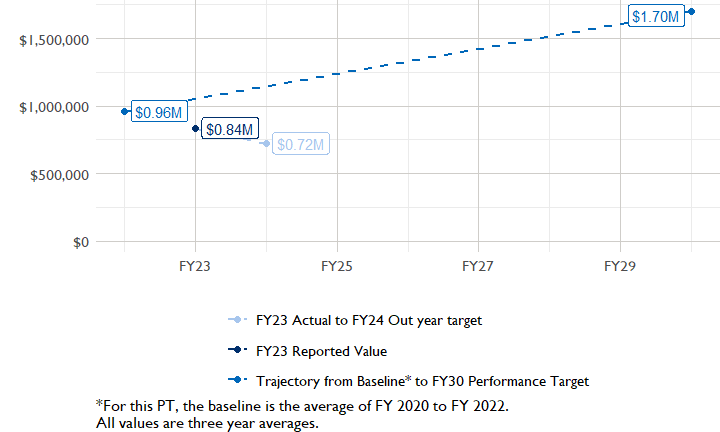 $1.70M
$1,500,000
$1,000,000
$0.96M
$0.84M
$0.72M
$500,000
$0
FY23 FY25 FY27 FY29
FY23 Actual to FY24 Out year target
FY23 Reported Value
Trajectory from Baseline* to FY30 Performance Target
*For this PT, the baseline is the average of FY 2020 to FY 2022.
All values are three year averages.